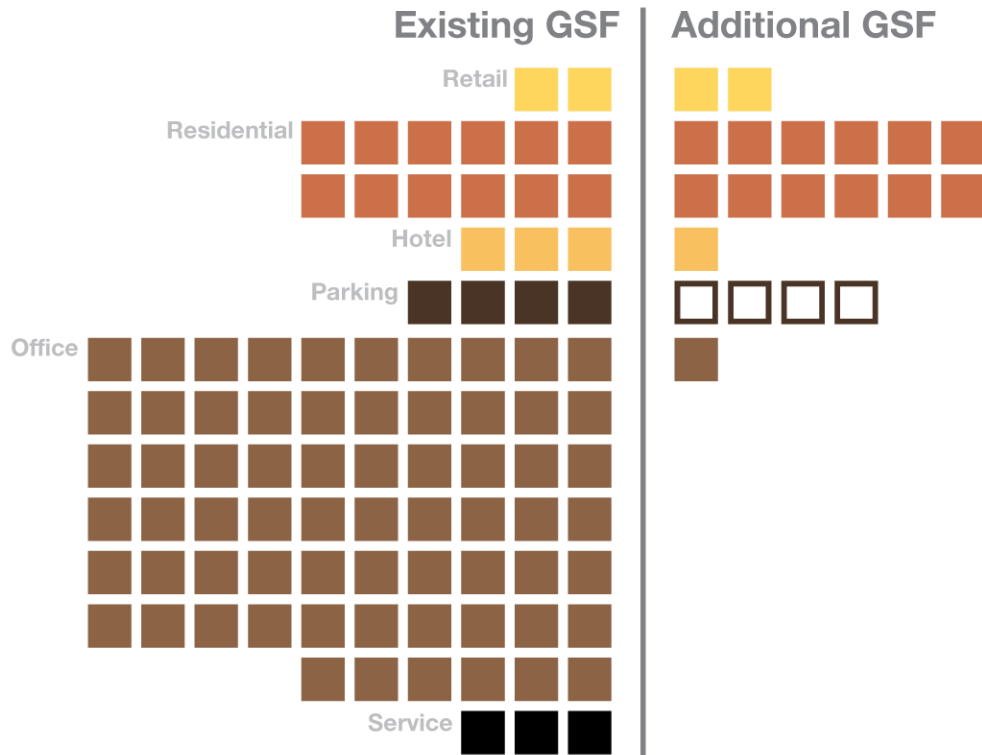 Existing GSF
Additional GSF
Retail
Residential
Hotel
Parking
Office
Service